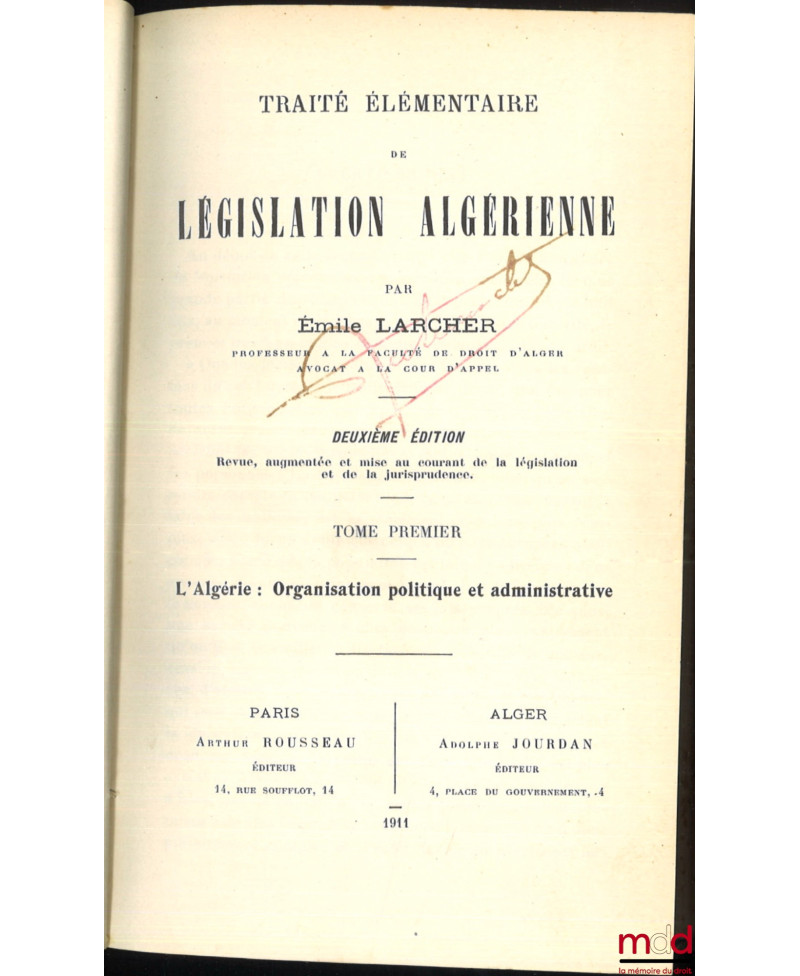 TRAITÉ ÉLÉMENTAIRE
DE
LÉGISLATION ALGÉRIENNE
PAR
Émile LARCHER
PROFESSEUR A LA FACULTÉ DE DROIT D'ALGER
AVOCAT A LA COUR D'APPEL
DEUXIÈME ÉDITION
Revue, augmentée et mise au courant de la législation
et de la jurisprudence.
TOME PREMIER
L'Algérie : Organisation politique et administrative
PARIS
ARTHUR ROUSSEAU
ÉDITEUR
14, RUE SOUFFLOT, 14
ALGER
ADOLPHE JOURDAN
ÉDITEUR
4, PLACE DU GOUVERNEMENT, .4
1911
mdd
la mémoire du droit